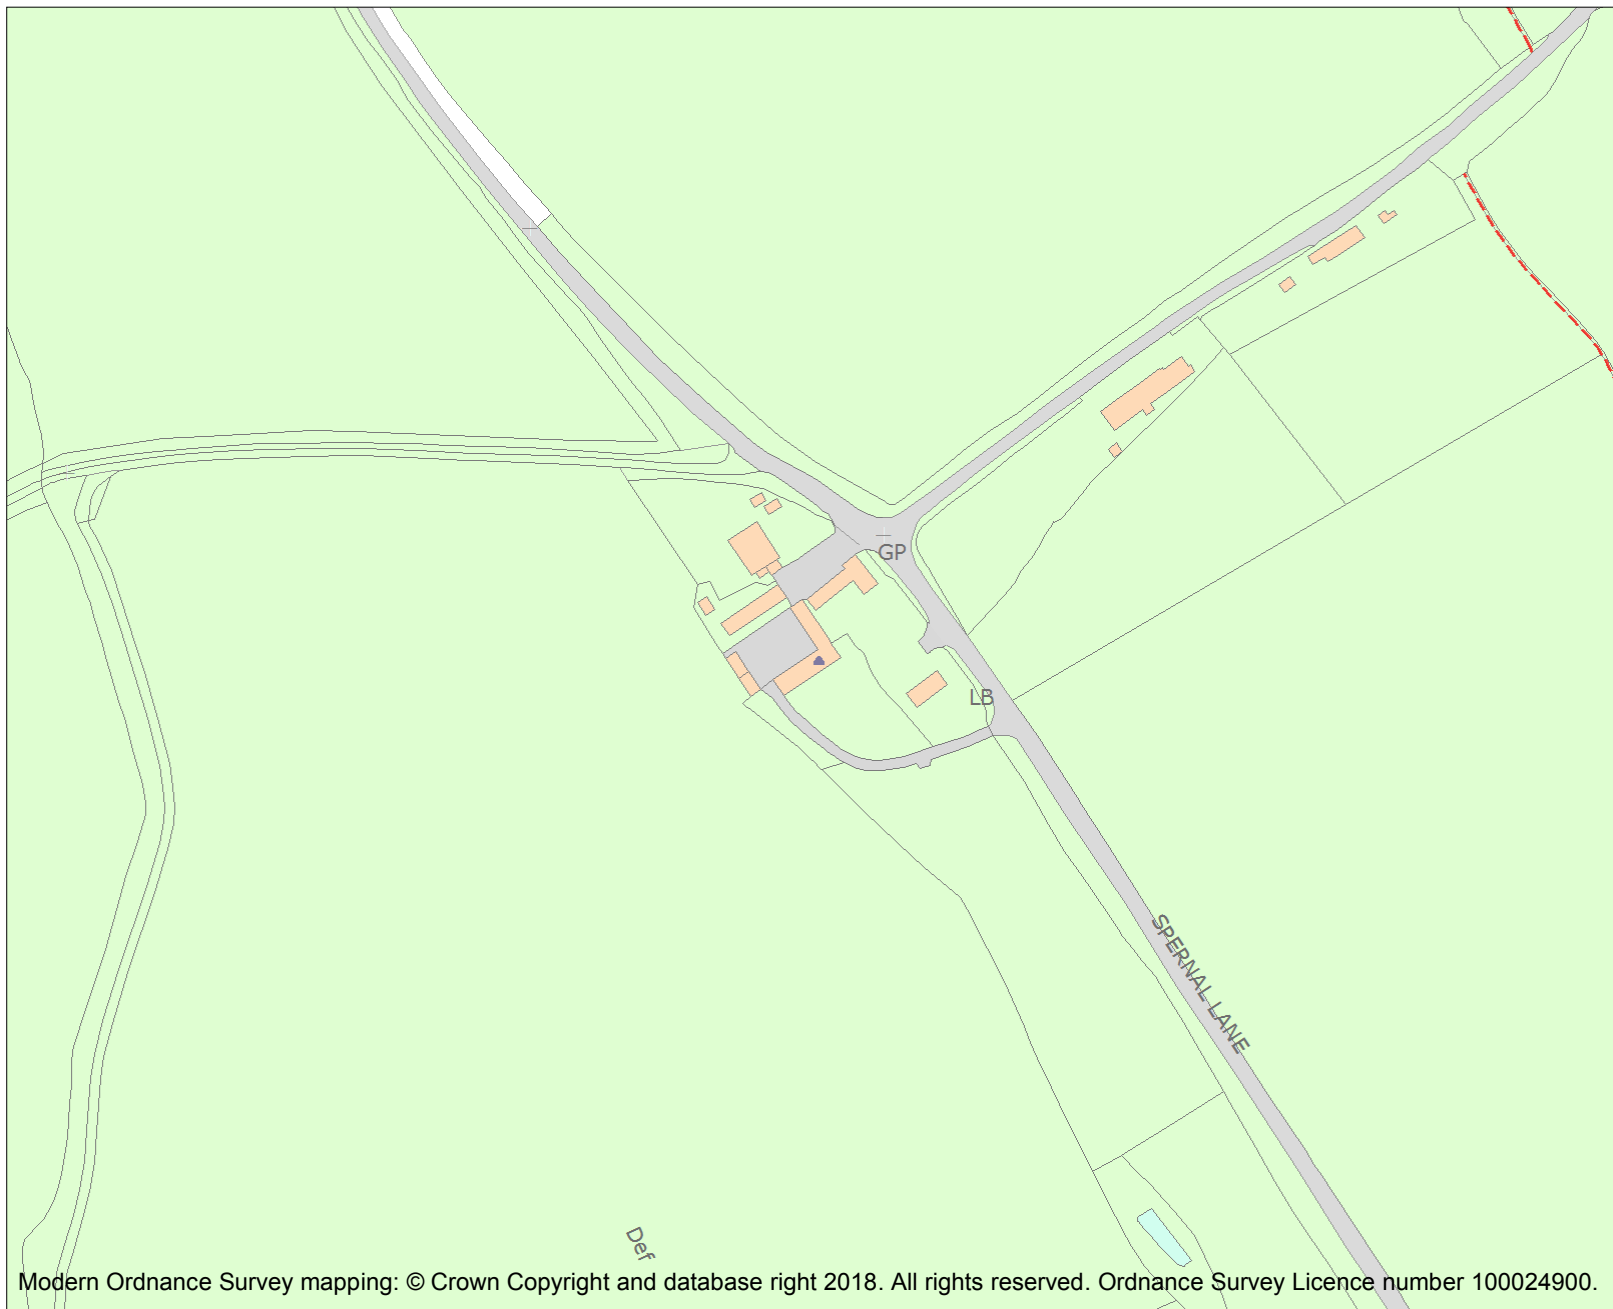 GP
LB
SPERNAL LANE
Def
Modern Ordnance Survey mapping: © Crown Copyright and database right 2018. All rights reserved. Ordnance Survey Licence number 100024900.